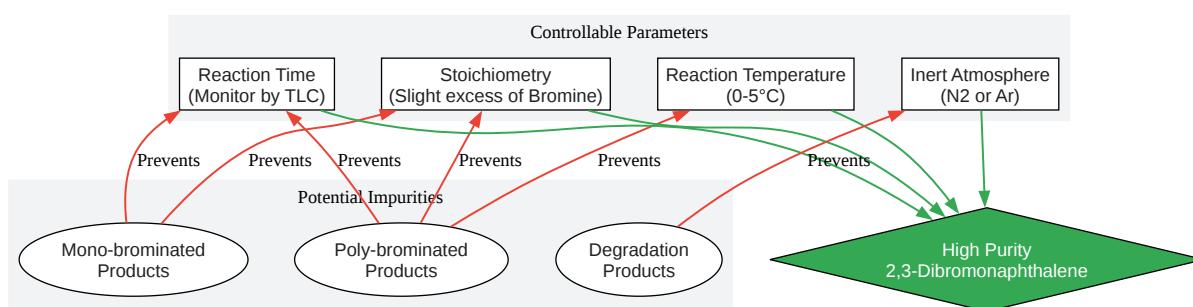 Controllable Parameters
Reaction Time
(Monitor by TLC)
Stoichiometry
(Slight excess of Bromine)
Reaction Temperature
(0-5°C)
Inert Atmosphere
(N2 or Ar)
Prevents
Prevents
Prevents
Prevents
Prevents
Prevents
Potential Impurities
Mono-brominated
Products
Poly-brominated
Products
Degradation
Products
High Purity
2,3-Dibromonaphthalene